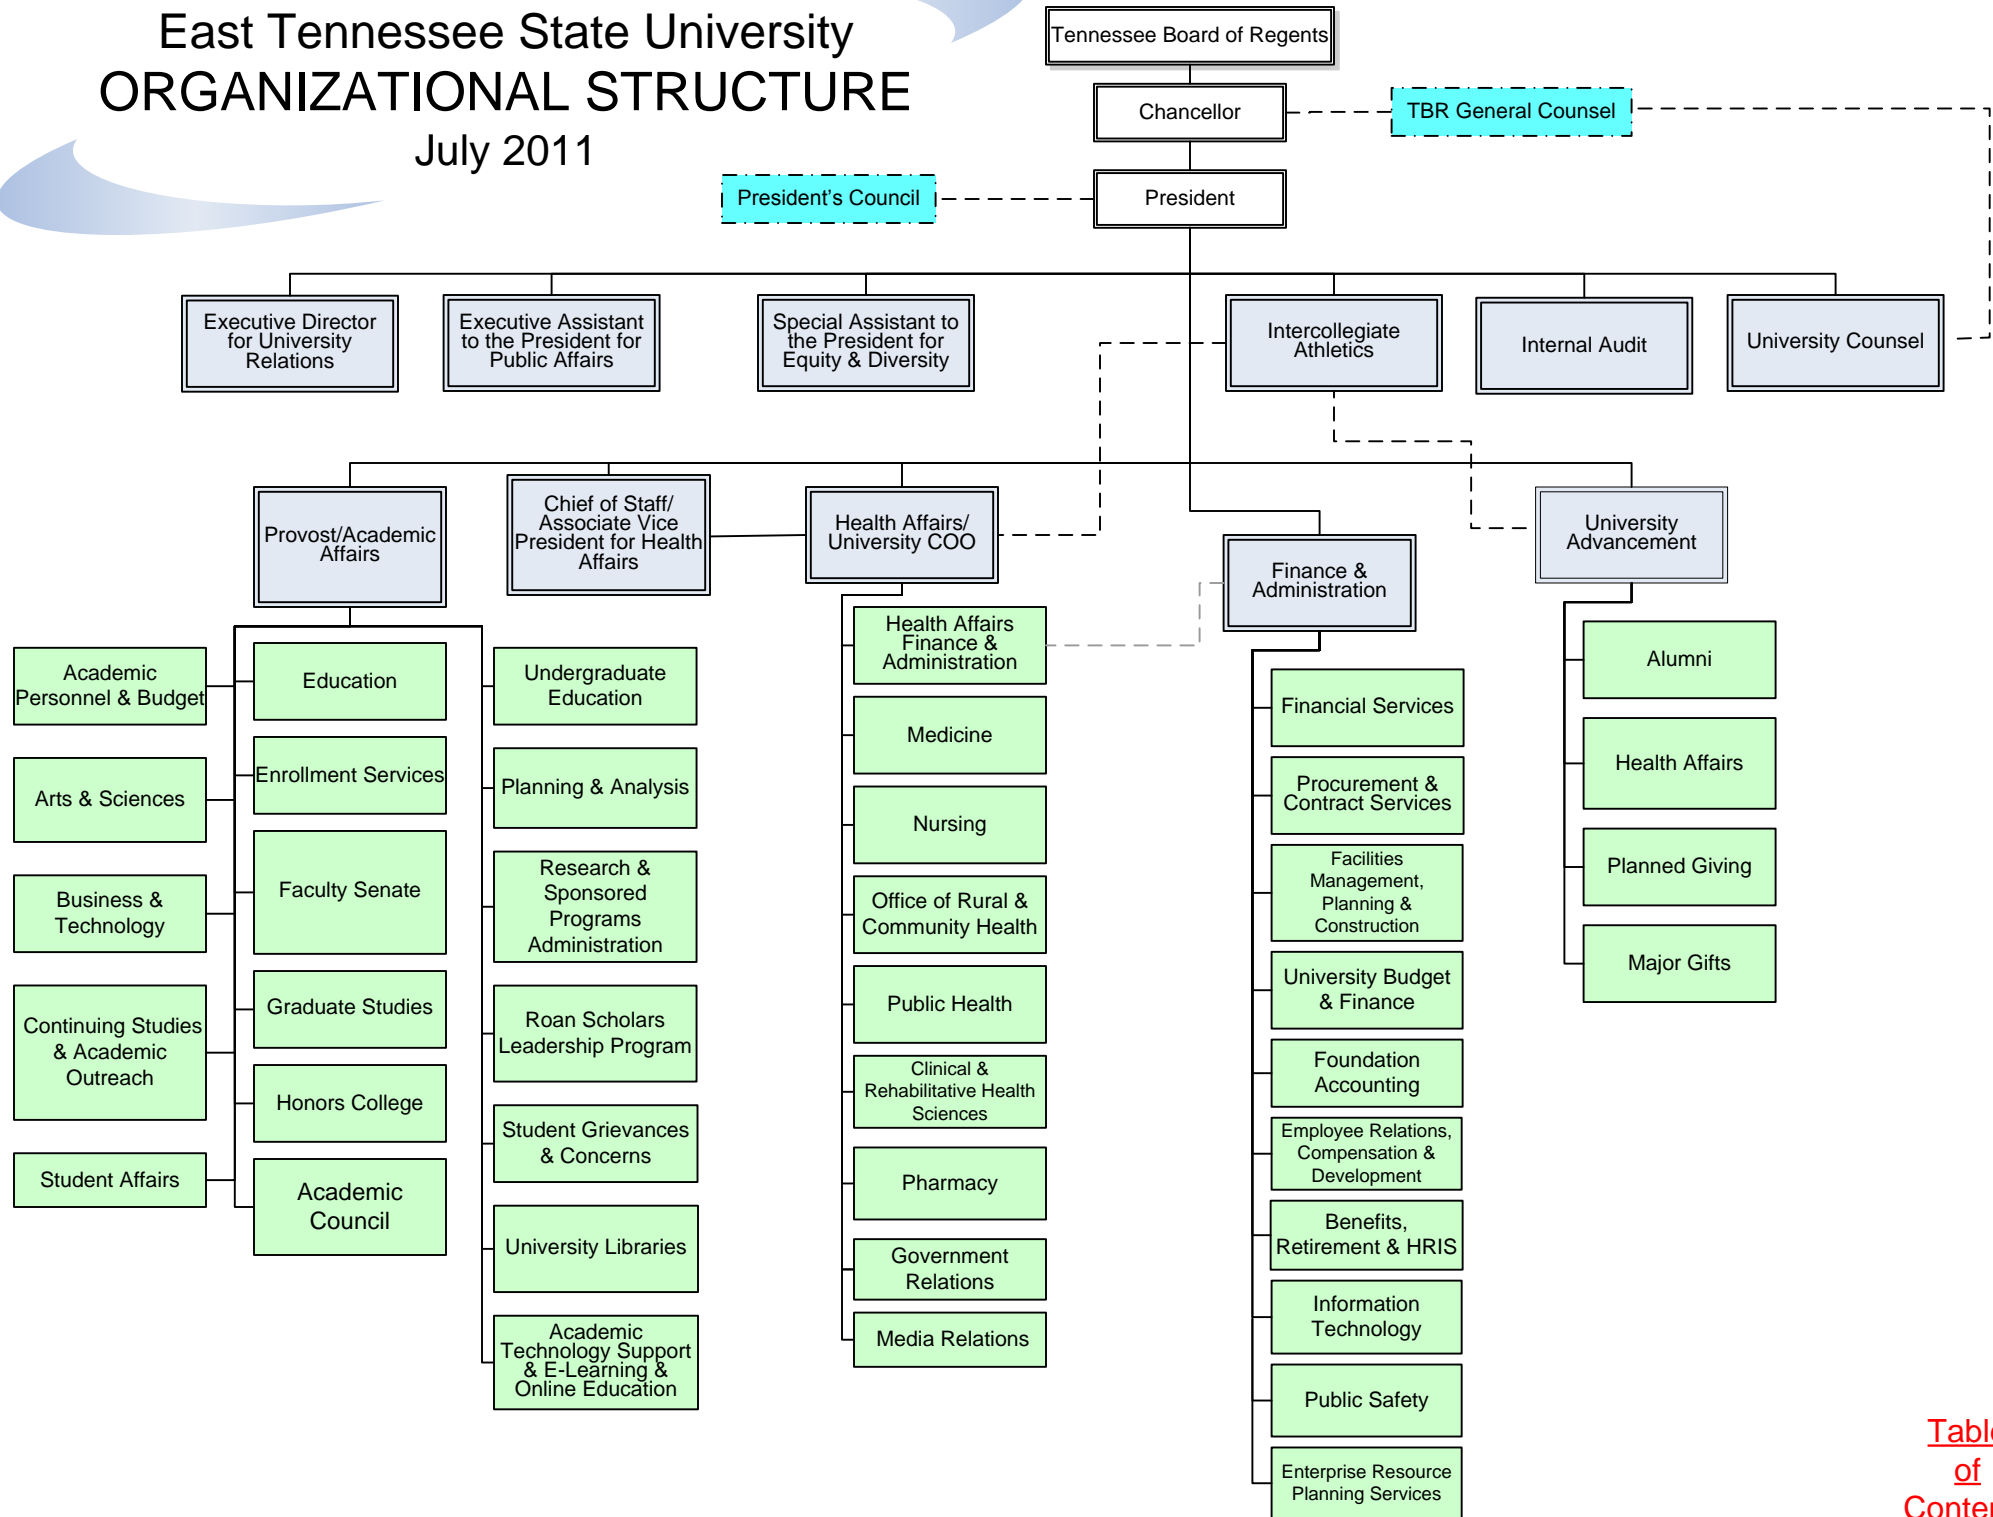 East Tennessee State University
ORGANIZATIONAL STRUCTURE
July 2011
Tennessee Board of Regents
Chancellor
TBR General Counsel
President's Council
President
Executive Director
for University
Relations
Executive Assistant
to the President for
Public Affairs
Special Assistant to
the President for
Equity & Diversity
Intercollegiate
Athletics
Internal Audit
University Counsel
Provost/Academic
Affairs
Chief of Staff/
Associate Vice
President for Health
Affairs
Health Affairs/
University COO
Finance &
Administration
University
Advancement
Academic
Personnel & Budget
Arts & Sciences
Business &
Technology
Continuing Studies
& Academic
Outreach
Student Affairs
Education
Enrollment Services
Faculty Senate
Graduate Studies
Honors College
Academic
Council
Undergraduate
Education
Planning & Analysis
Research &
Sponsored
Programs
Administration
Roan Scholars
Leadership Program
Student Grievances
& Concerns
University Libraries
Academic
Technology Support
& E-Learning &
Online Education
Health Affairs
Finance &
Administration
Medicine
Nursing
Office of Rural &
Community Health
Public Health
Clinical &
Rehabilitative Health
Sciences
Pharmacy
Government
Relations
Media Relations
Financial Services
Procurement &
Contract Services
Facilities
Management,
Planning &
Construction
University Budget
& Finance
Foundation
Accounting
Employee Relations,
Compensation &
Development
Benefits,
Retirement & HRIS
Information
Technology
Public Safety
Enterprise Resource
Planning Services
Alumni
Health Affairs
Planned Giving
Major Gifts
of